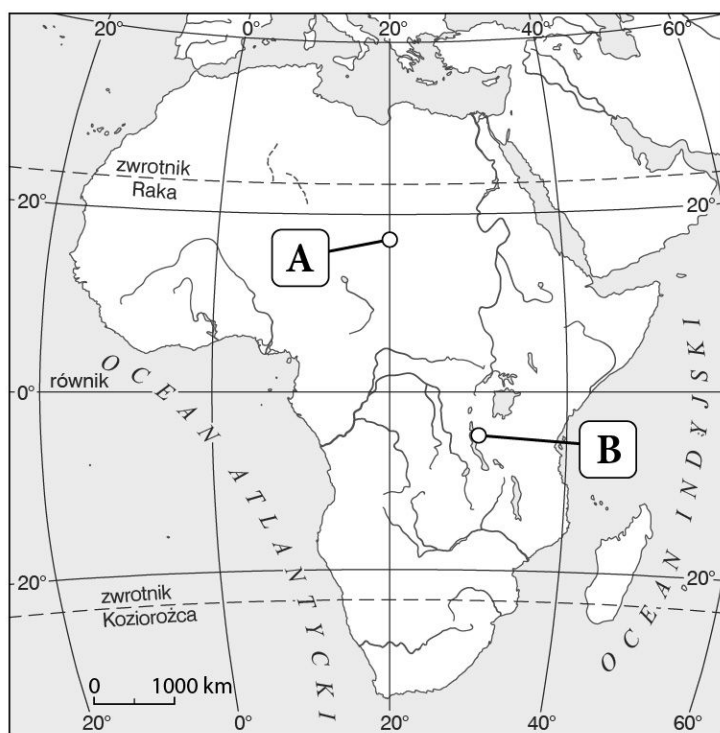 20° 0° 20° 40° 60°
zwrotnik
Raka
20° 20°
A
równik 0° 0°
B
OCEAN ATLANTYCKI
OCEAN INDYJSKI
20° 20°
zwrotnik
Koziorożca
0 1000 km
20° 0° 20° 40° 60°